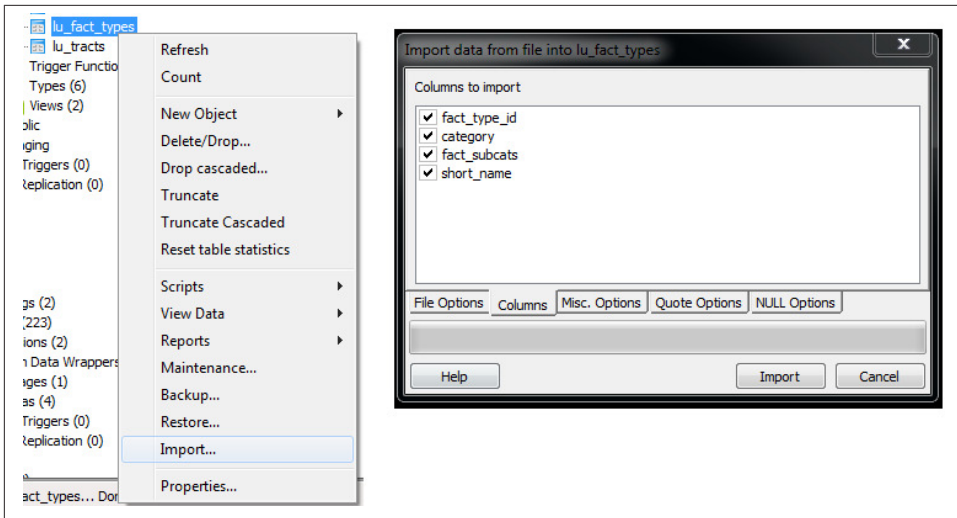 lu_fact_types
lu_tracts
Trigger Functio
Types (6)
Views (2)
Triggers (0)
Replication (0)
gs (2)
(223)
ions (2)
n Data Wrappers
ages (1)
as (4)
Triggers (0)
Replication (0)
act_types... Dor
Refresh
Count
New Object
Delete/Drop...
Drop cascaded...
Truncate
Truncate Cascaded
Reset table statistics
Scripts
View Data
Reports
Maintenance...
Backup...
Restore...
Import...
Properties...
Import data from file into lu_fact_types
x
Columns to import
fact_type_id
category
fact_subcats
short_name
File Options Columns Misc. Options Quote Options NULL Options
Help Import Cancel